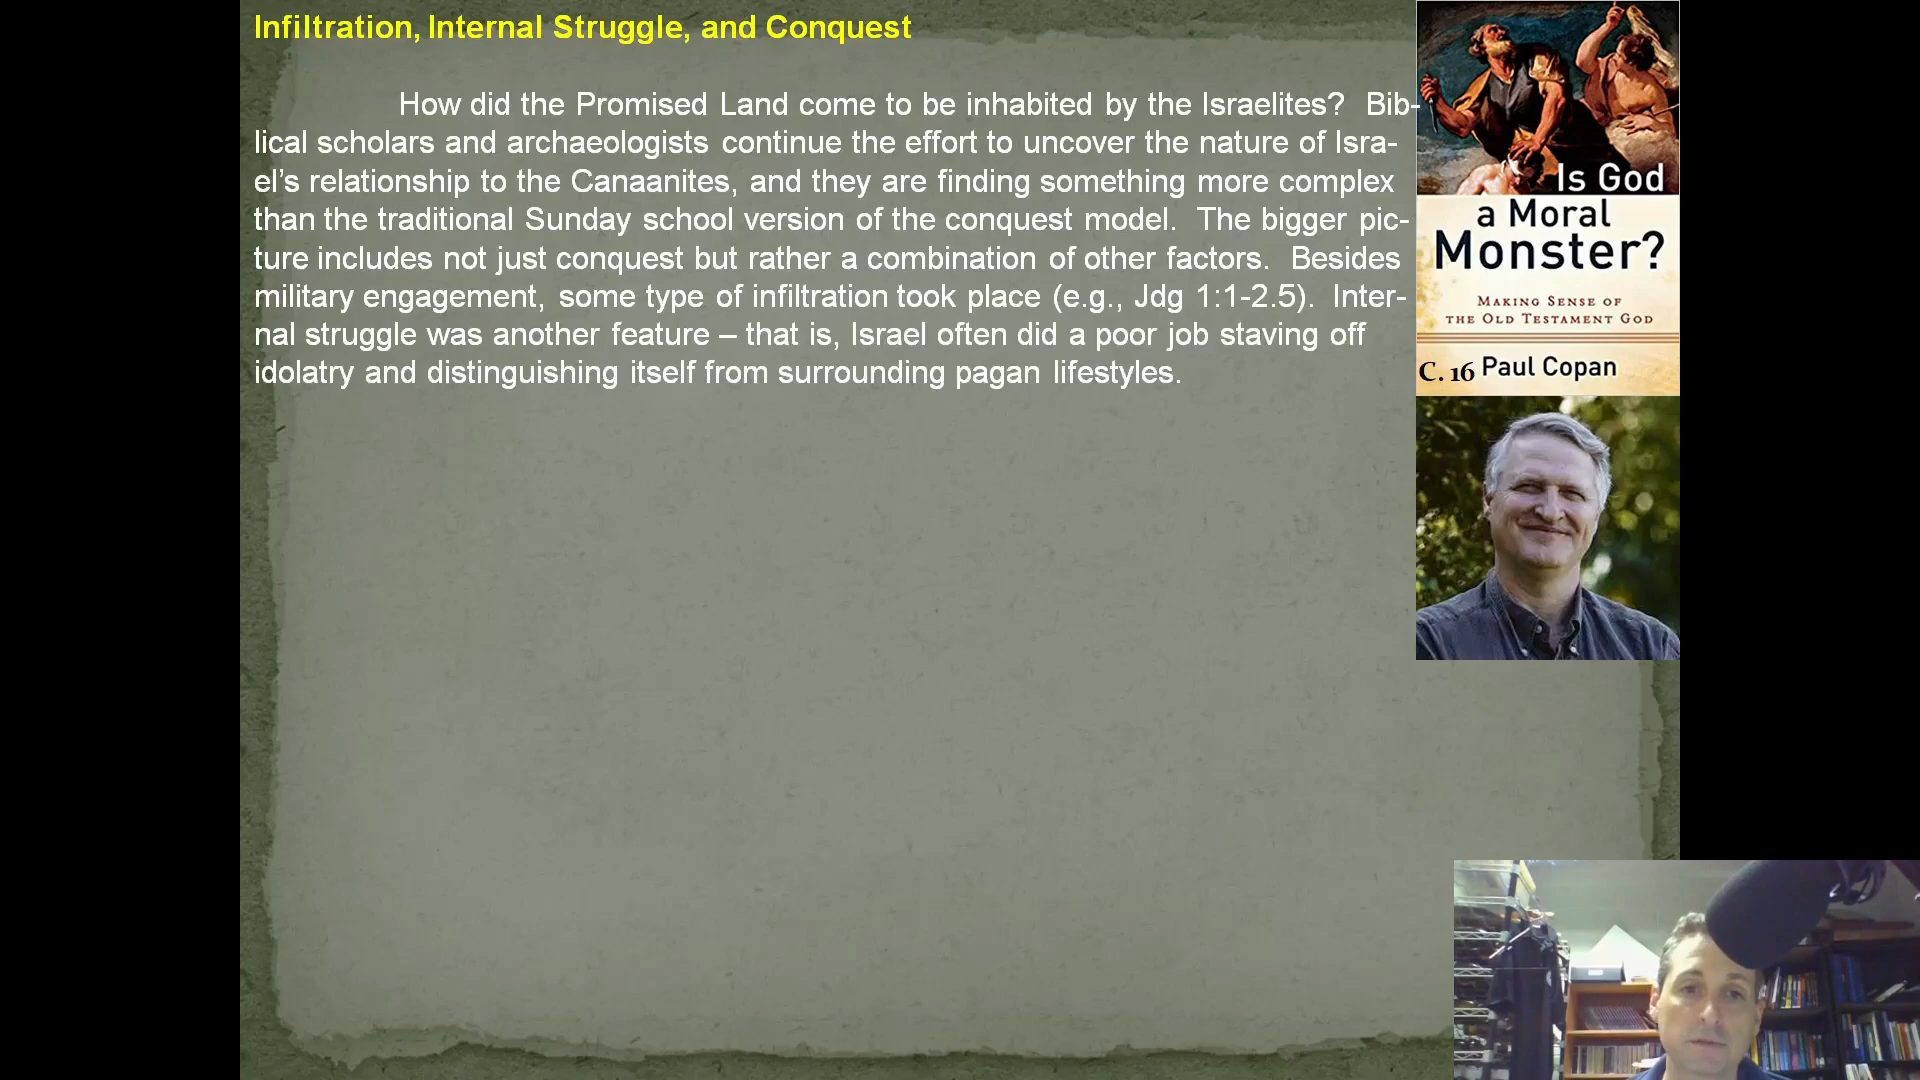 Infiltration, Internal Struggle, and Conquest
How did the Promised Land come to be inhabited by the Israelites? Bib-
lical scholars and archaeologists continue the effort to uncover the nature of Isra-
el’s relationship to the Canaanites, and they are finding something more complex
than the traditional Sunday school version of the conquest model. The bigger pic-
ture includes not just conquest but rather a combination of other factors. Besides
military engagement, some type of infiltration took place (e.g., Jdg 1:1-2.5). Inter-
nal struggle was another feature – that is, Israel often did a poor job staving off
idolatry and distinguishing itself from surrounding pagan lifestyles.
Is God
a Moral
Monster?
Making Sense of
the Old Testament God
C. 16 Paul Copan